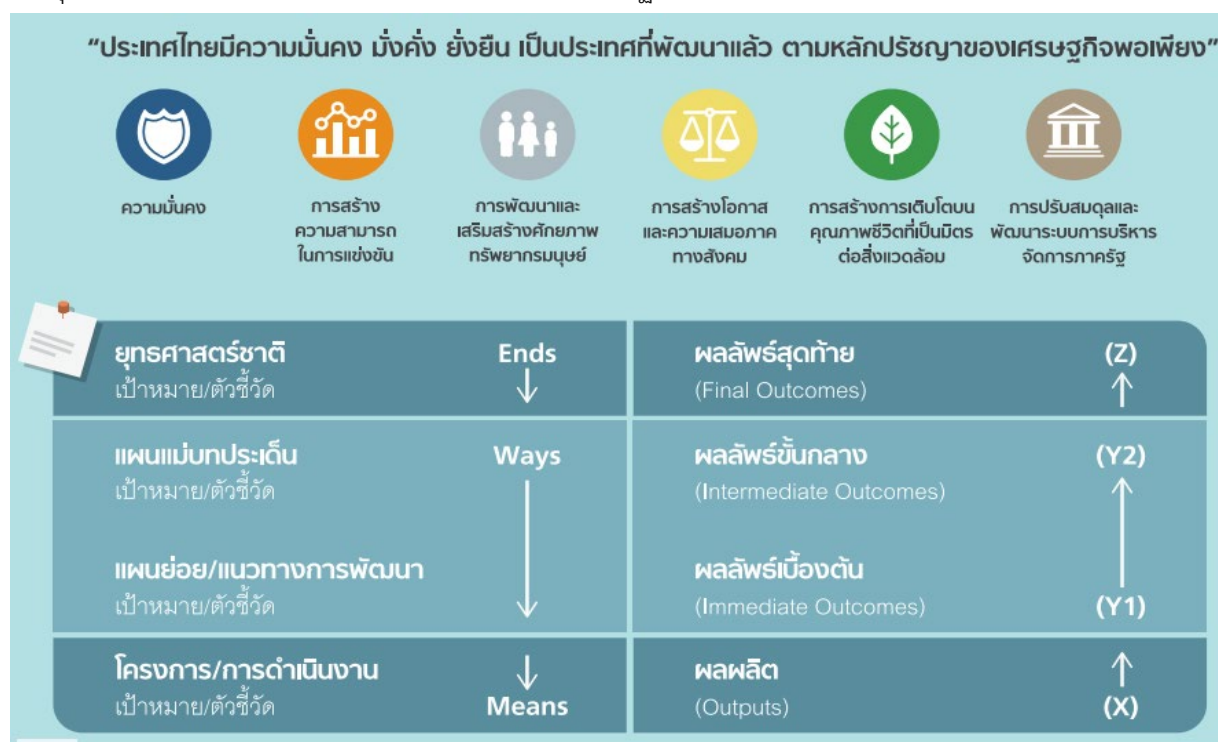 “ประเทศไทยมีความมั่นคง มั่งคั่ง ยั่งยืน เป็นประเทศที่พัฒนาแล้ว ตามหลักปรัชญาของเศรษฐกิจพอเพียง”
ความมั่นคง
การสร้าง
ความสามารถ
ในการแข่งขัน
การพัฒนาและ
เสริมสร้างศักยภาพ
ทรัพยากรมนุษย์
การสร้างโอกาส
และความเสมอภาค
ทางสังคม
การสร้างการเติบโตบน
คุณภาพชีวิตที่เป็นมิตร
ต่อสิ่งแวดล้อม
การปรับสมดุลและ
พัฒนาระบบการบริหาร
จัดการภาครัฐ
ยุทธศาสตร์ชาติ Ends ผลลัพธ์สุดท้าย (Z)
เป้าหมาย/ตัวชี้วัด (Final Outcomes)
แผนแม่บทประเด็น Ways ผลลัพธ์ขั้นกลาง (Y2)
เป้าหมาย/ตัวชี้วัด (Intermediate Outcomes)
แผนย่อย/แนวทางการพัฒนา ผลลัพธ์เบื้องต้น
เป้าหมาย/ตัวชี้วัด (Immediate Outcomes) (Y1)
โครงการ/การดำเนินงาน ผลผลิต
เป้าหมาย/ตัวชี้วัด Means (Outputs) (X)